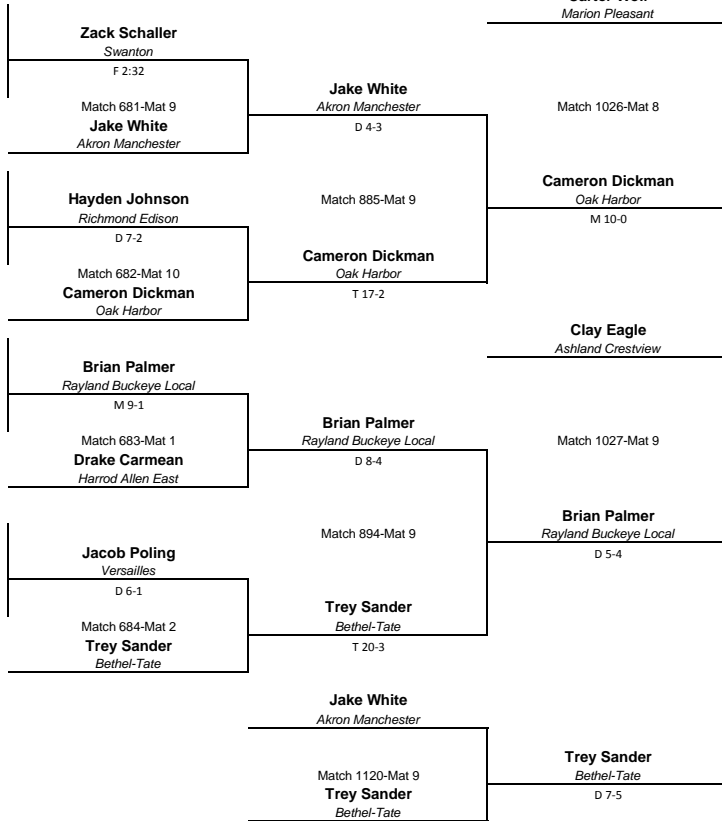 Zack Schaller
Swanton
F 2:32
Match 681-Mat 9
Jake White
Akron Manchester
Hayden Johnson
Richmond Edison
D 7-2
Match 682-Mat 10
Cameron Dickman
Oak Harbor
Brian Palmer
Rayland Buckeye Local
M 9-1
Match 683-Mat 1
Drake Carmean
Harrod Allen East
Jacob Poling
Versailles
D 6-1
Match 684-Mat 2
Trey Sander
Bethel-Tate
Jake White
Akron Manchester
D 4-3
Match 885-Mat 9
Cameron Dickman
Oak Harbor
T 17-2
Brian Palmer
Rayland Buckeye Local
D 8-4
Match 894-Mat 9
Trey Sander
Bethel-Tate
T 20-3
Jake White
Akron Manchester
Match 1120-Mat 9
Trey Sander
Bethel-Tate
Marion Pleasant
Match 1026-Mat 8
Cameron Dickman
Oak Harbor
M 10-0
Clay Eagle
Ashland Crestview
Match 1027-Mat 9
Brian Palmer
Rayland Buckeye Local
D 5-4
Trey Sander
Bethel-Tate
D 7-5